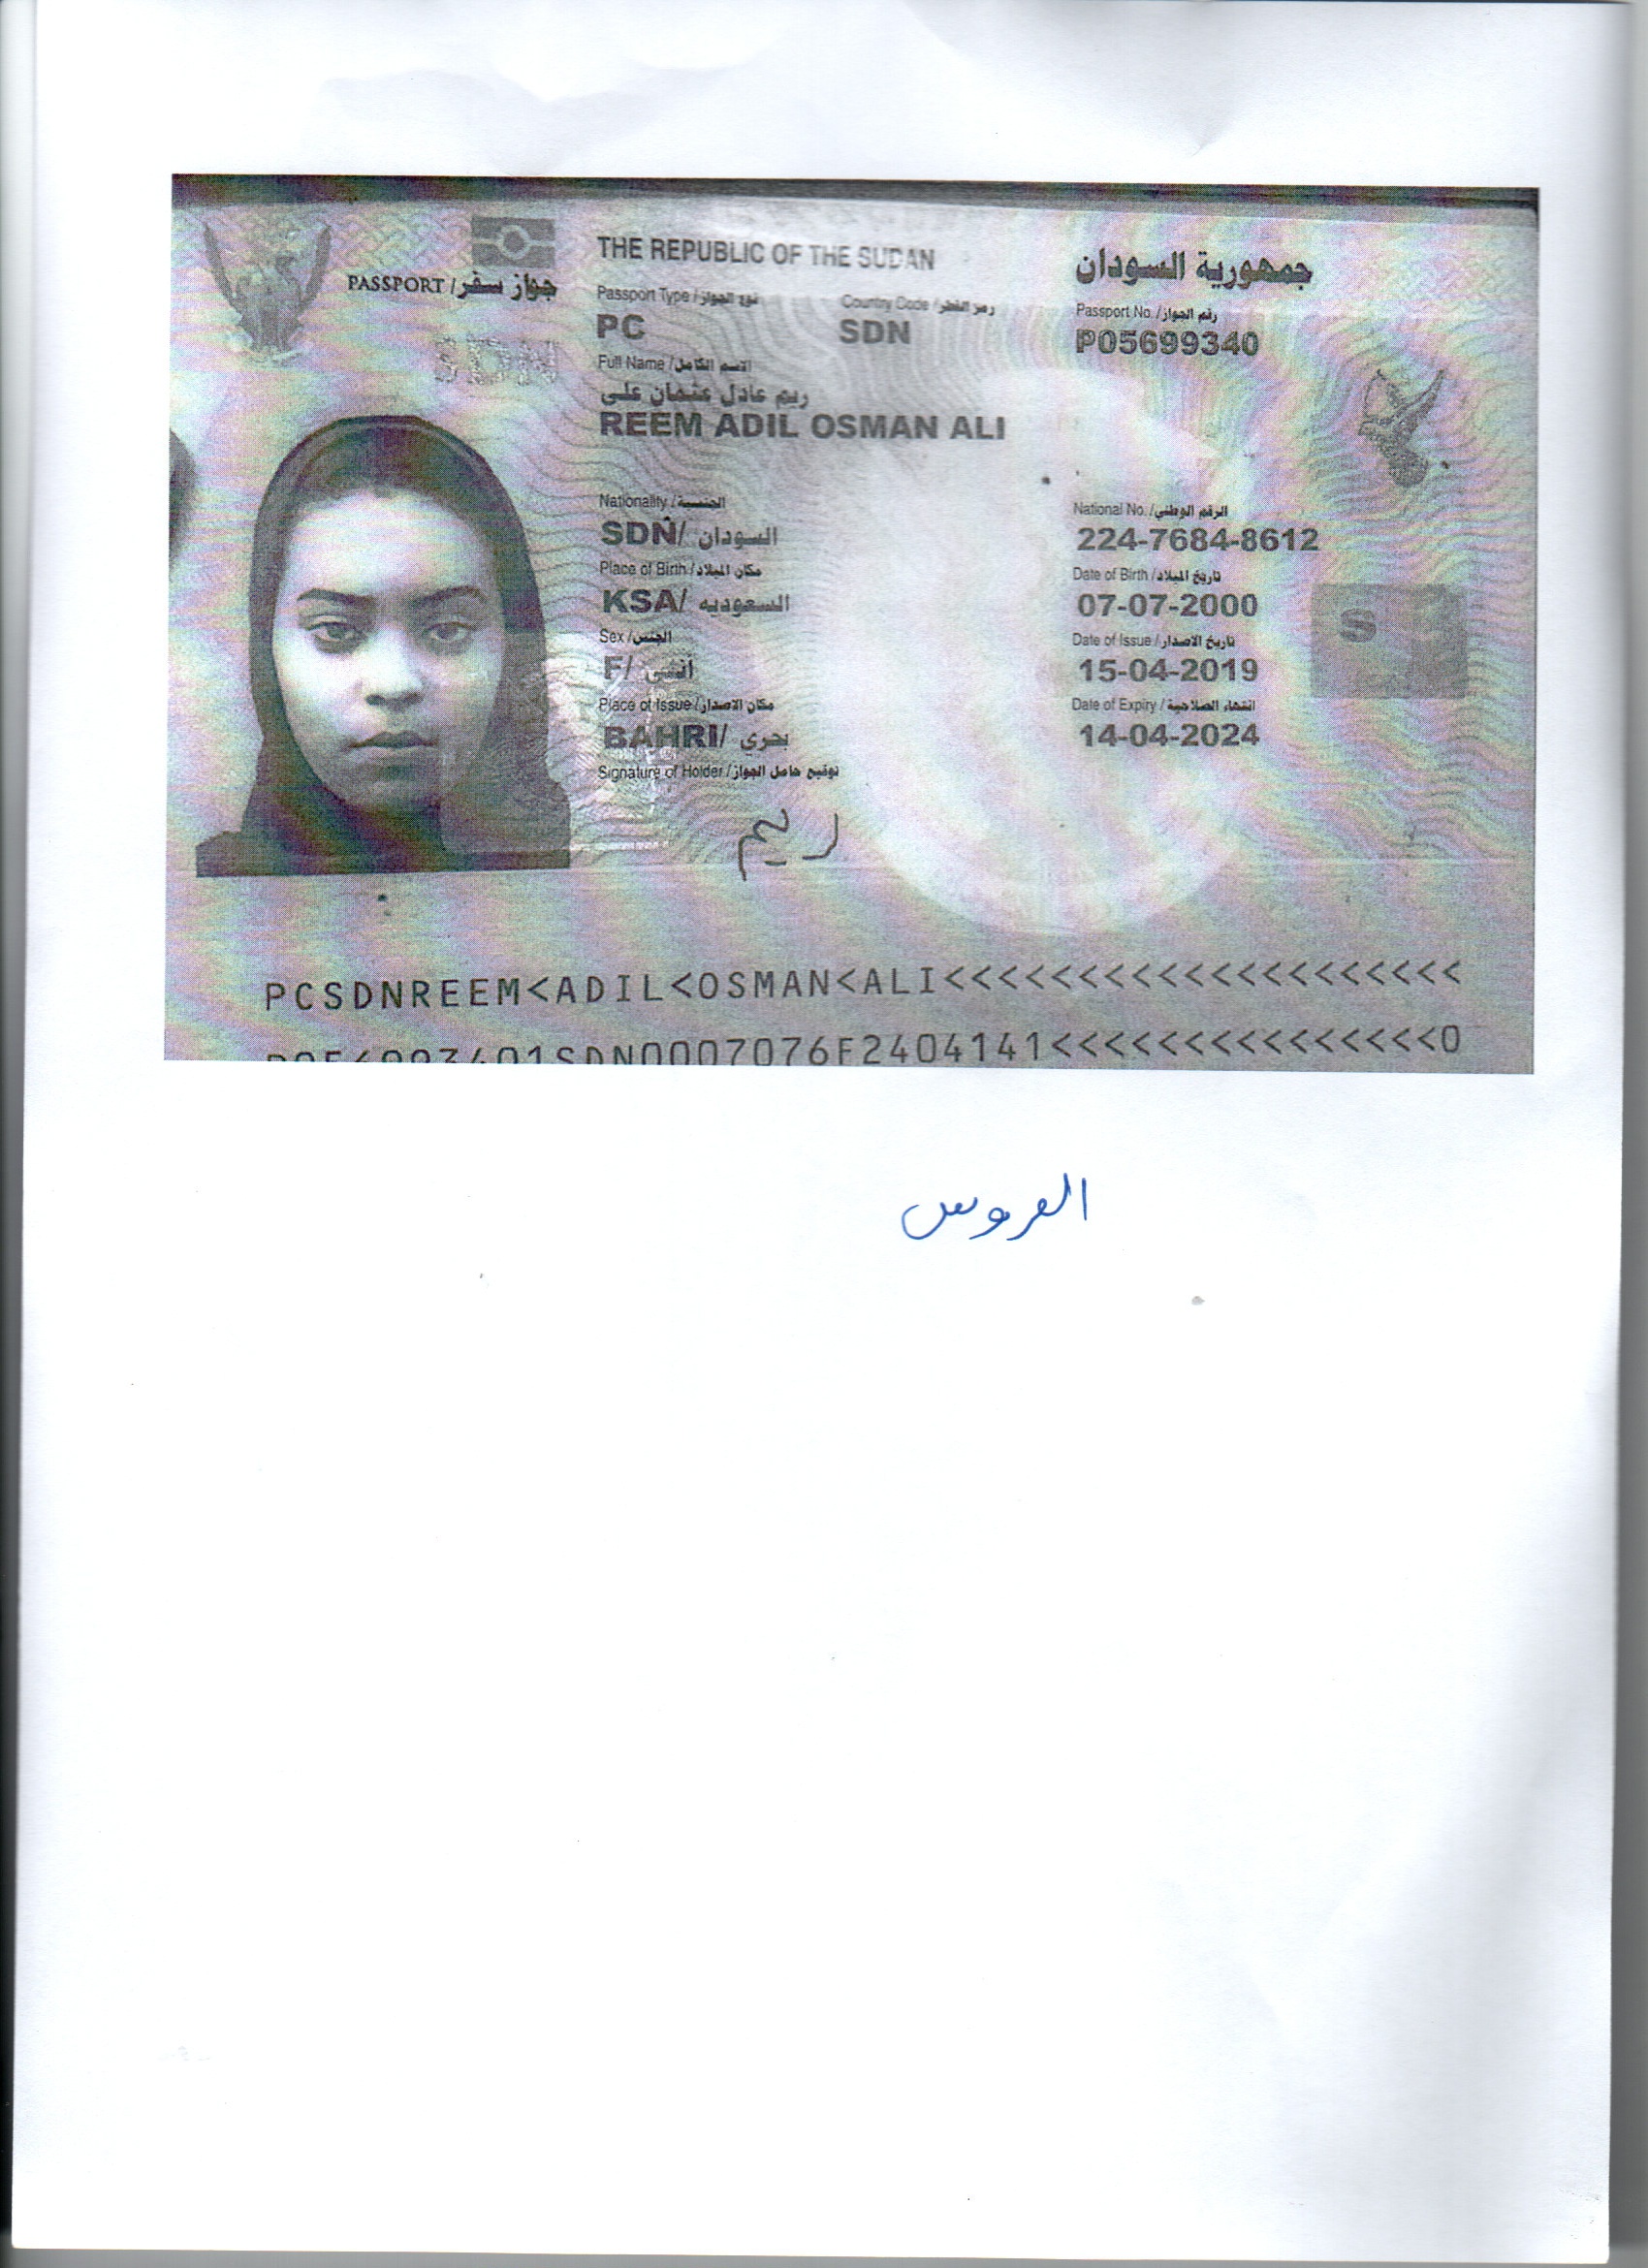 THE REPUBLIC OF THE SUDAN
جمهورية السودان
PASSPORT / جواز سفر
Passport Type / نوع الجواز
Country Code / رمز القطر
Passport No. / رقم الجواز
PC
SDN
P05699340
Full Name / الاسم الكامل
ريم عادل عثمان على
REEM ADIL OSMAN ALI
Nationality / الجنسية
National No. / الرقم الوطني
SDN/ السودان
224-7684-8612
Place of Birth / مكان الميلاد
Date of Birth / تاريخ الميلاد
KSA/ السعوديه
07-07-2000
Sex / الجنس
Date of Issue / تاريخ الاصدار
F/ أنثى
15-04-2019
Place of Issue / مكان الاصدار
Date of Expiry / انتهاء الصلاحية
BAHRI/ بحري
14-04-2024
Signature of Holder / توقيع حامل الجواز
ريم
S
PCSDNREEM<ADIL<OSMAN<ALI<<<<<<<<<<<<<<<<<<<<
SDN0007076F2404141<<<<<<<<<<<<<<<0
العروس